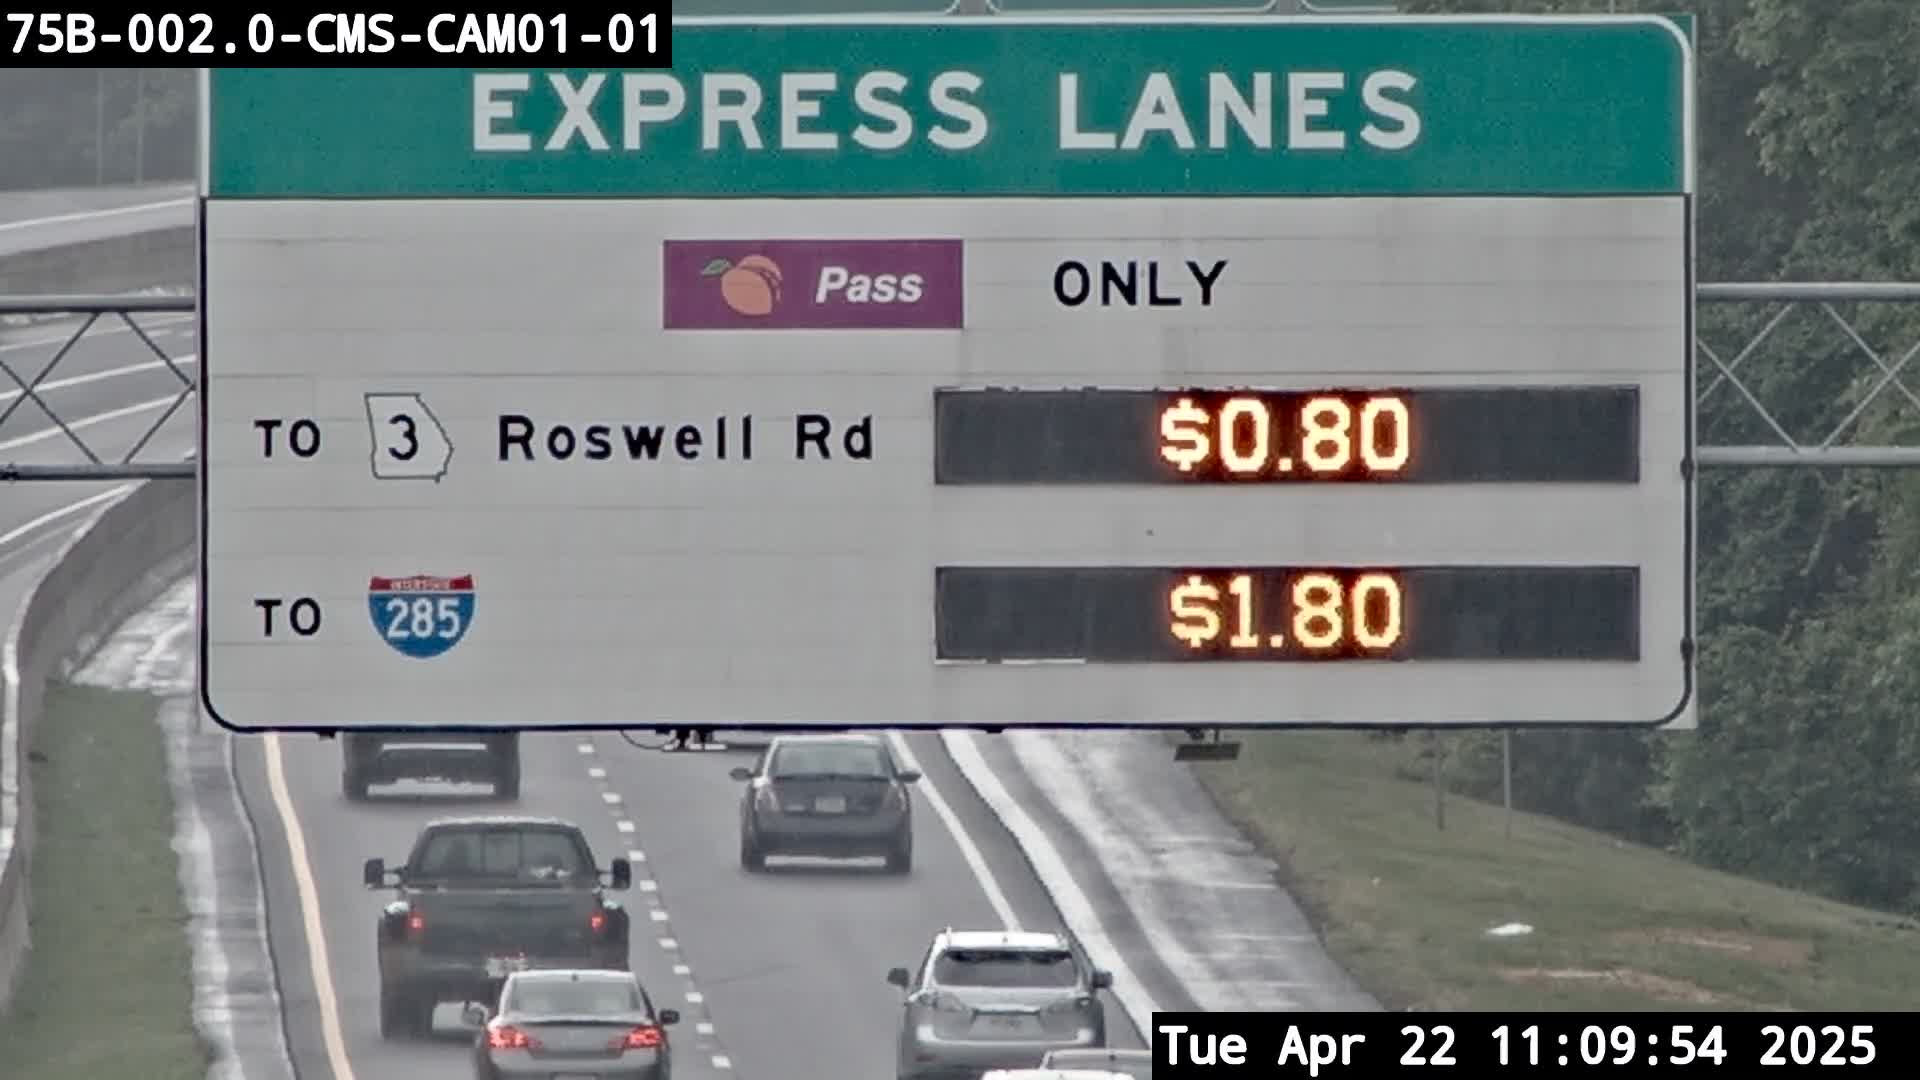 75B-002.0-CMS-CAM01-01
EXPRESS LANES
Pass ONLY
TO 3 Roswell Rd $0.80
INTERSTATE
TO 285 $1.80
Tue Apr 22 11:09:54 2025